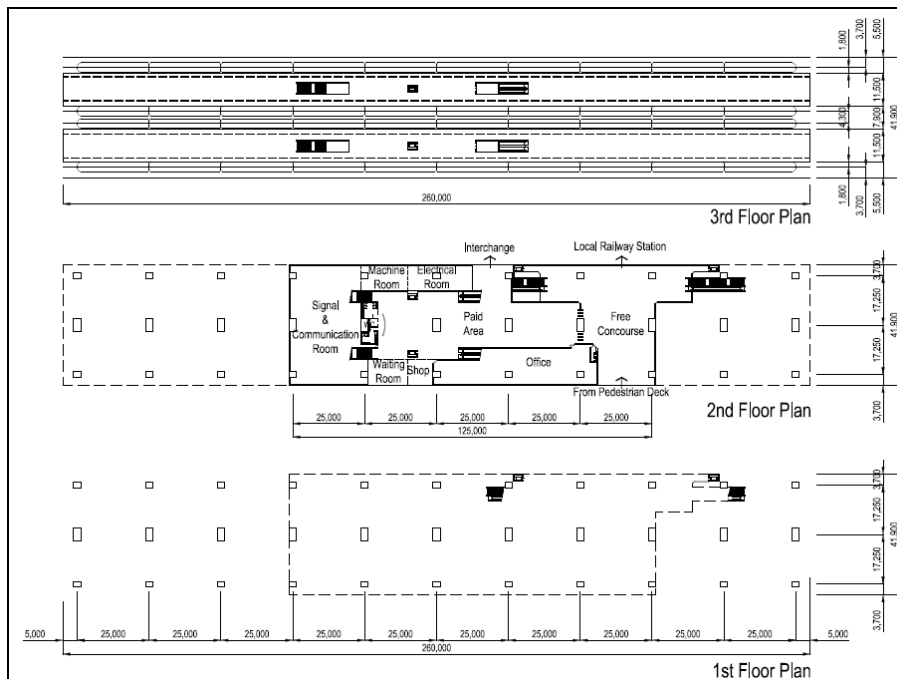 1,800
3,700
5,500
11,500
4,300
7,900
41,900
11,500
1,800
3,700
5,500
260,000
3rd Floor Plan
Interchange
Local Railway Station
Machine Room
Electrical Room
Signal & Communication Room
Paid Area
Free Concourse
Waiting Room
Shop
Office
From Pedestrian Deck
3,700
17,250
41,900
17,250
3,700
25,000 25,000 25,000 25,000 25,000
125,000
2nd Floor Plan
3,700
17,250
41,900
17,250
3,700
5,000 25,000 25,000 25,000 25,000 25,000 25,000 25,000 25,000 25,000 25,000 5,000
260,000
1st Floor Plan